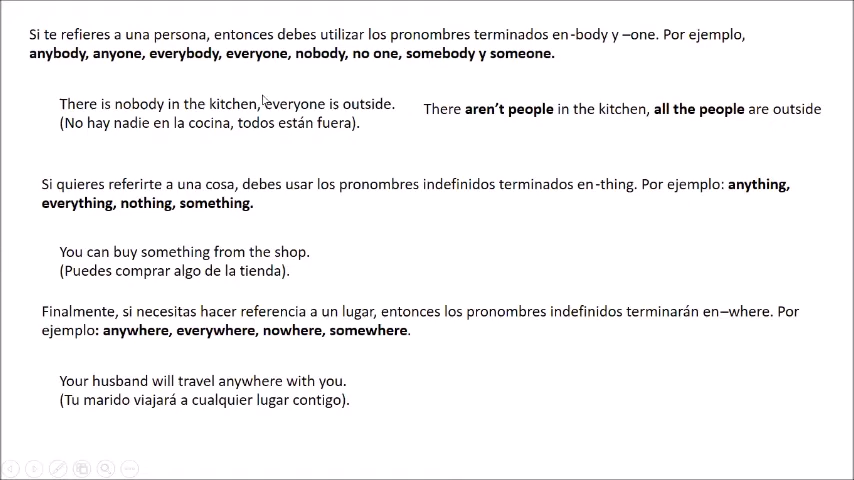 Si te refieres a una persona, entonces debes utilizar los pronombres terminados en-body y –one. Por ejemplo,
anybody, anyone, everybody, everyone, nobody, no one, somebody y someone.
There is nobody in the kitchen, everyone is outside.
(No hay nadie en la cocina, todos están fuera).
There aren’t people in the kitchen, all the people are outside
Si quieres referirte a una cosa, debes usar los pronombres indefinidos terminados en-thing. Por ejemplo: anything,
everything, nothing, something.
You can buy something from the shop.
(Puedes comprar algo de la tienda).
Finalmente, si necesitas hacer referencia a un lugar, entonces los pronombres indefinidos terminarán en–where. Por
ejemplo: anywhere, everywhere, nowhere, somewhere.
Your husband will travel anywhere with you.
(Tu marido viajará a cualquier lugar contigo).